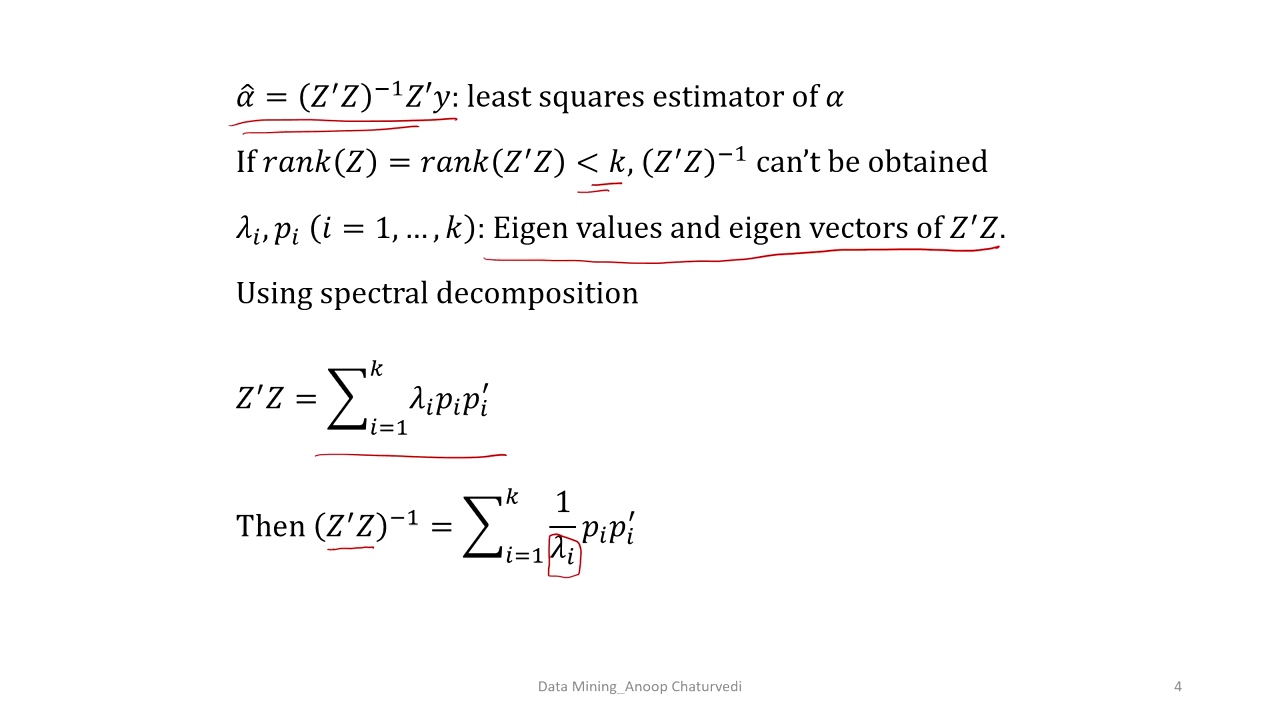 α̂ = (Z′Z)⁻¹Z′y: least squares estimator of α
If rank(Z) = rank(Z′Z) < k, (Z′Z)⁻¹ can't be obtained
λᵢ, pᵢ (i = 1, … , k): Eigen values and eigen vectors of Z′Z.
Using spectral decomposition
Z′Z = ∑ᵢ₌₁ᵏ λᵢpᵢpᵢ′
Then (Z′Z)⁻¹ = ∑ᵢ₌₁ᵏ 1/λᵢ pᵢpᵢ′
Data Mining_Anoop Chaturvedi
4